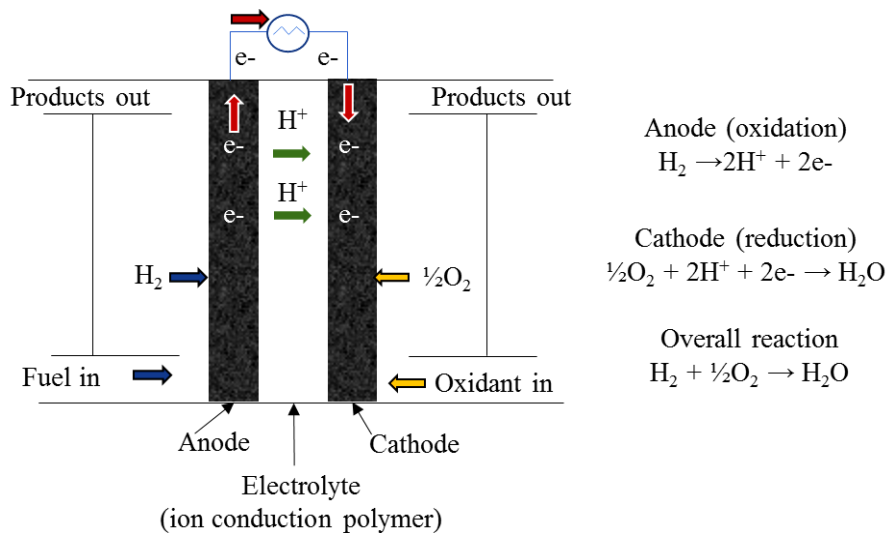 e-
e-
Products out
Products out
H⁺
e-
e-
H⁺
e-
e-
H₂
½O₂
Fuel in
Oxidant in
Anode
Cathode
Electrolyte
(ion conduction polymer)
Anode (oxidation)
H₂ →2H⁺ + 2e-
Cathode (reduction)
½O₂ + 2H⁺ + 2e- → H₂O
Overall reaction
H₂ + ½O₂ → H₂O